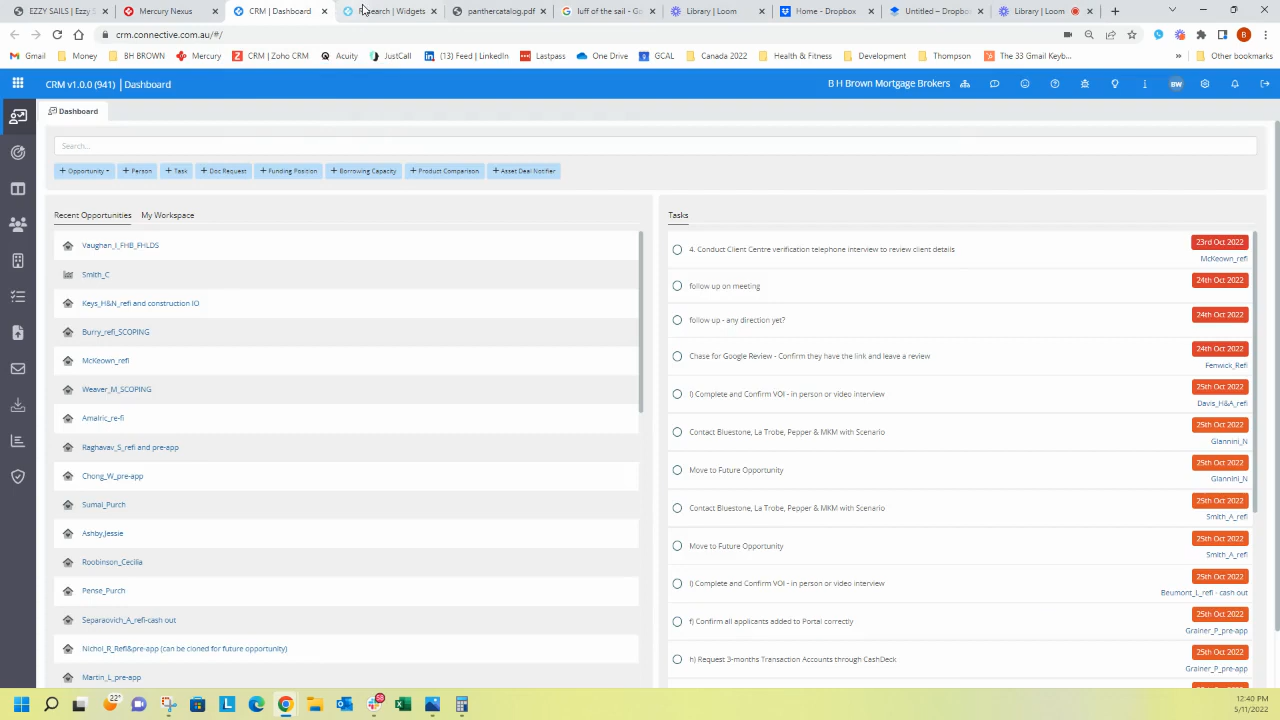 EZZY SAILS | Ezzy S
Mercury Nexus
CRM | Dashboard
Search | Widgets
panthercatalog.pdf
luff of the sail - Go
Library | Loom
Home - Dropbox
Untitled – Dropbo
Library | Loom
crm.connective.com.au/#/
Gmail
Money
BH BROWN
Mercury
CRM | Zoho CRM
Acuity
JustCall
(13) Feed | LinkedIn
Lastpass
One Drive
GCAL
Canada 2022
Health & Fitness
Development
Thompson
The 33 Gmail Keyb...
Other bookmarks
CRM v1.0.0 (941) | Dashboard
B H Brown Mortgage Brokers
BW
Dashboard
Search...
+ Opportunity
+ Person
+ Task
+ Doc Request
+ Funding Position
+ Borrowing Capacity
+ Product Comparison
+ Asset Deal Notifier
Recent Opportunities
My Workspace
Vaughan_I_FHB_FHLDS
Smith_C
Keys_H&N_refi and construction IO
Burry_refi_SCOPING
McKeown_refi
Weaver_M_SCOPING
Amalric_re-fi
Raghavav_S_refi and pre-app
Chong_W_pre-app
Sumai_Purch
Ashby,Jessie
Roobinson_Cecilia
Pense_Purch
Separaovich_A_refi-cash out
Nichol_R_Refi&pre-app (can be cloned for future opportunity)
Martin_L_pre-app
Tasks
4. Conduct Client Centre verification telephone interview to review client details
23rd Oct 2022
McKeown_refi
follow up on meeting
24th Oct 2022
follow up - any direction yet?
24th Oct 2022
Chase for Google Review - Confirm they have the link and leave a review
24th Oct 2022
Fenwick_Refi
l) Complete and Confirm VOI - in person or video interview
25th Oct 2022
Davis_H&A_refi
Contact Bluestone, La Trobe, Pepper & MKM with Scenario
25th Oct 2022
Giannini_N
Move to Future Opportunity
25th Oct 2022
Giannini_N
Contact Bluestone, La Trobe, Pepper & MKM with Scenario
25th Oct 2022
Smith_A_refi
Move to Future Opportunity
25th Oct 2022
Smith_A_refi
l) Complete and Confirm VOI - in person or video interview
25th Oct 2022
Beumont_L_refi - cash out
f) Confirm all applicants added to Portal correctly
25th Oct 2022
Grainer_P_pre-app
h) Request 3-months Transaction Accounts through CashDeck
25th Oct 2022
Grainer_P_pre-app
22°
58
12:40 PM
5/11/2022